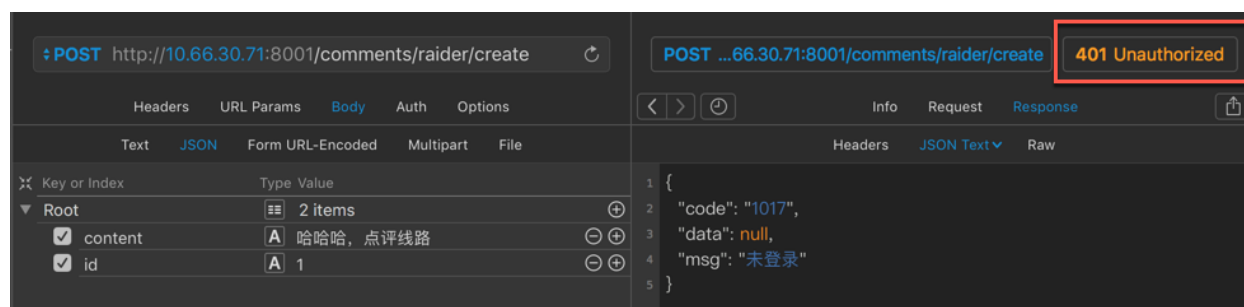 POST http://10.66.30.71:8001/comments/raider/create
Headers URL Params Body Auth Options
Text JSON Form URL-Encoded Multipart File
Key or Index Type Value
Root 2 items
content A 哈哈哈，点评线路
id A 1
POST ...66.30.71:8001/comments/raider/create 401 Unauthorized
Info Request Response
Headers JSON Text Raw
1 {
2 "code": "1017",
3 "data": null,
4 "msg": "未登录"
5 }